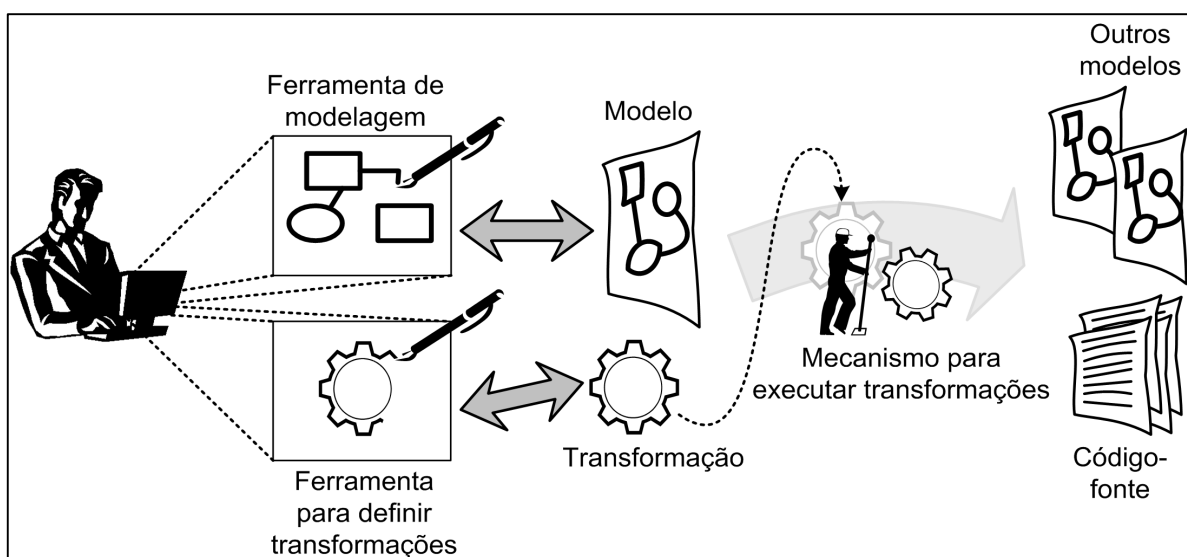 Ferramenta de
modelagem
Modelo
Outros
modelos
Mecanismo para
executar transformações
Transformação
Ferramenta
para definir
transformações
Código-
fonte